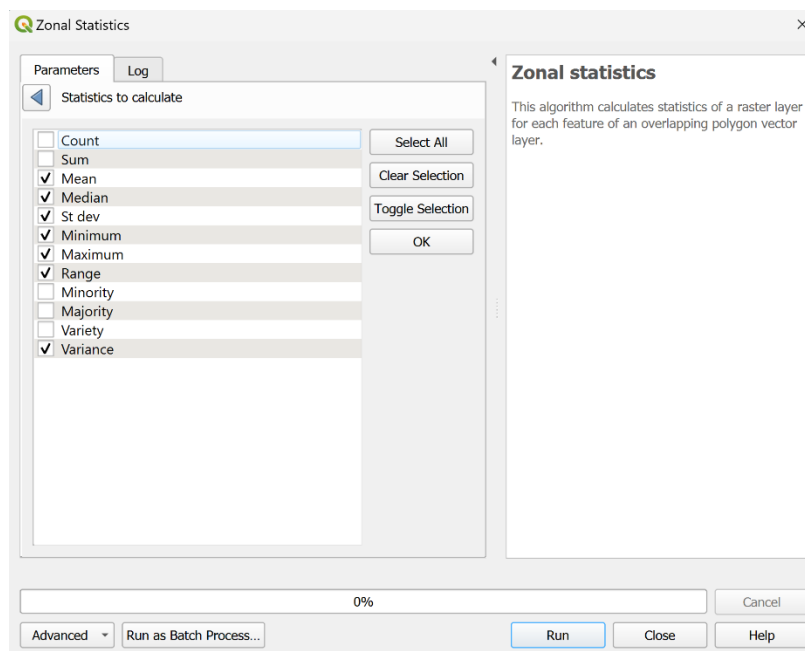 Zonal Statistics
Parameters
Log
Statistics to calculate
Count
Sum
Mean
Median
St dev
Minimum
Maximum
Range
Minority
Majority
Variety
Variance
Select All
Clear Selection
Toggle Selection
OK
Zonal statistics
This algorithm calculates statistics of a raster layer
for each feature of an overlapping polygon vector
layer.
0%
Cancel
Advanced
Run as Batch Process...
Run
Close
Help